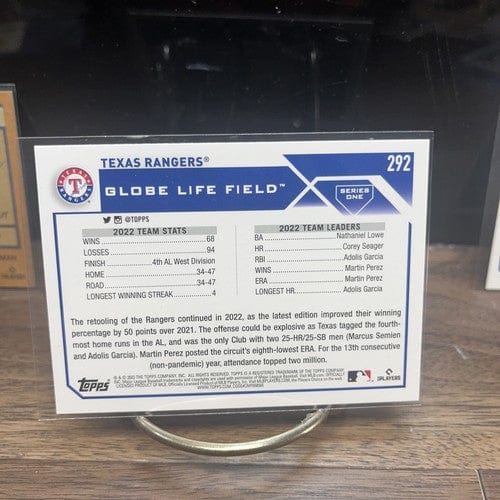 TEXAS RANGERS®
292
GLOBE LIFE FIELD™
SERIES
ONE
@TOPPS
2022 TEAM STATS
WINS 68
LOSSES 94
FINISH 4th AL West Division
HOME 34-47
ROAD 34-47
LONGEST WINNING STREAK 4
2022 TEAM LEADERS
BA Nathaniel Lowe
HR Corey Seager
RBI Adolis Garcia
WINS Martin Perez
ERA Martin Perez
LONGEST HR Adolis Garcia
The retooling of the Rangers continued in 2022, as the latest edition improved their winning
percentage by 50 points over 2021. The offense could be explosive as Texas tagged the fourth-
most home runs in the AL, and was the only Club with two 25-HR/25-SB men (Marcus Semien
and Adolis Garcia). Martin Perez posted the circuit's eighth-lowest ERA. For the 13th consecutive
(non-pandemic) year, attendance topped two million.
Topps
PLAYERS